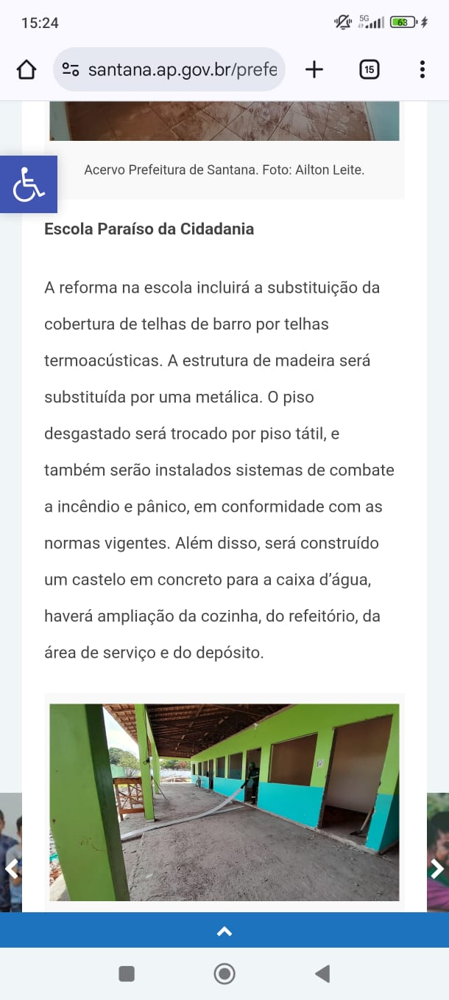 15:24
5G
63
santana.ap.gov.br/prefe
15
Acervo Prefeitura de Santana. Foto: Ailton Leite.
Escola Paraíso da Cidadania
A reforma na escola incluirá a substituição da
cobertura de telhas de barro por telhas
termoacústicas. A estrutura de madeira será
substituída por uma metálica. O piso
desgastado será trocado por piso tátil, e
também serão instalados sistemas de combate
a incêndio e pânico, em conformidade com as
normas vigentes. Além disso, será construído
um castelo em concreto para a caixa d’água,
haverá ampliação da cozinha, do refeitório, da
área de serviço e do depósito.